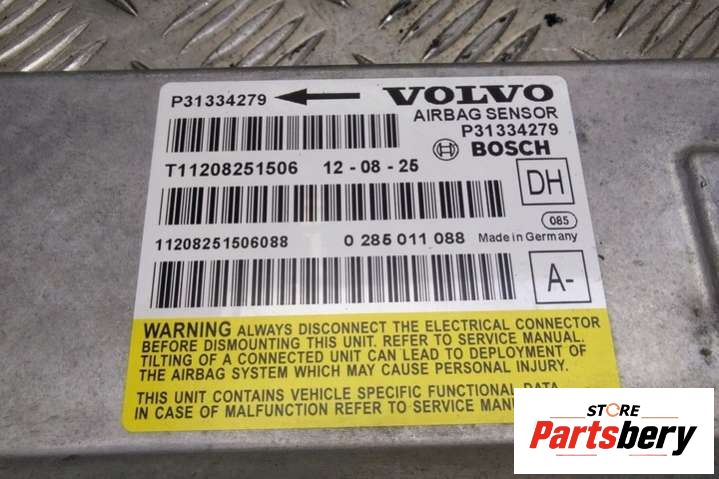 P31334279 VOLVO
AIRBAG SENSOR
P31334279
BOSCH
T11208251506 12-08-25
DH
085
11208251506088 0 285 011 088 Made in Germany
A-
WARNING ALWAYS DISCONNECT THE ELECTRICAL CONNECTOR
BEFORE DISMOUNTING THIS UNIT. REFER TO SERVICE MANUAL.
TILTING OF A CONNECTED UNIT CAN LEAD TO DEPLOYMENT OF
THE AIRBAG SYSTEM WHICH MAY CAUSE PERSONAL INJURY.
THIS UNIT CONTAINS VEHICLE SPECIFIC FUNCTIONAL DATA
IN CASE OF MALFUNCTION REFER TO SERVICE MANU
STORE
Partsbery